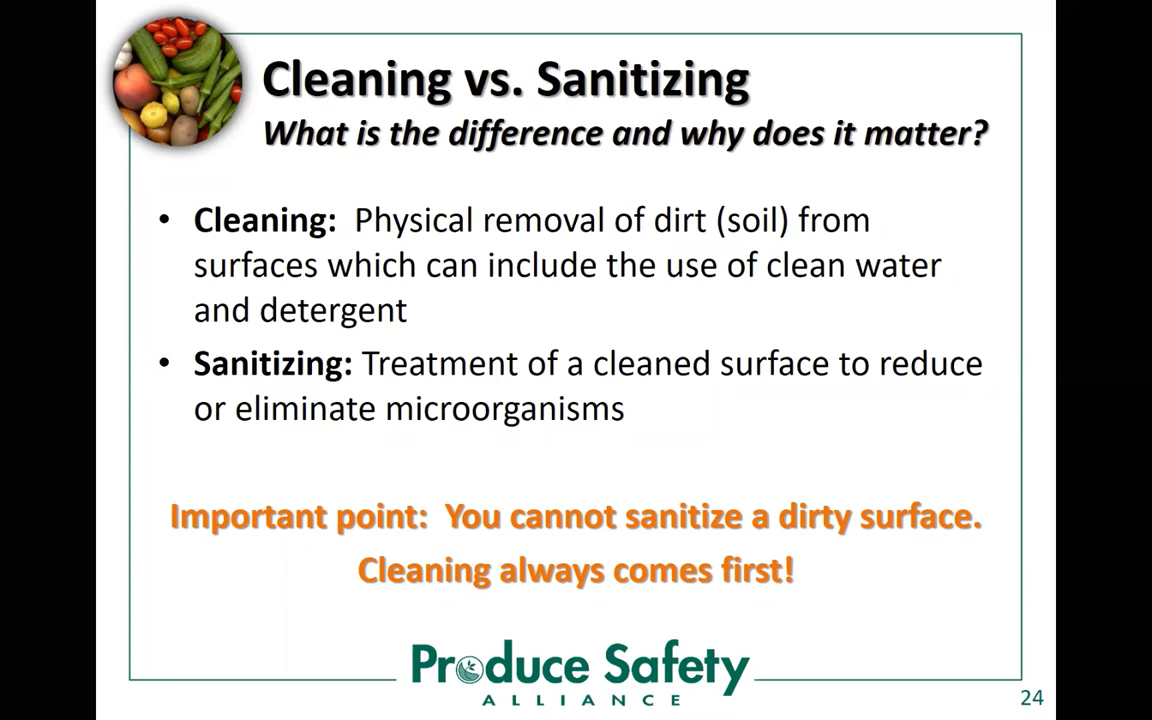 Cleaning vs. Sanitizing
What is the difference and why does it matter?
• Cleaning: Physical removal of dirt (soil) from
surfaces which can include the use of clean water
and detergent
• Sanitizing: Treatment of a cleaned surface to reduce
or eliminate microorganisms
Important point: You cannot sanitize a dirty surface.
Cleaning always comes first!
Produce Safety
ALLIANCE
24